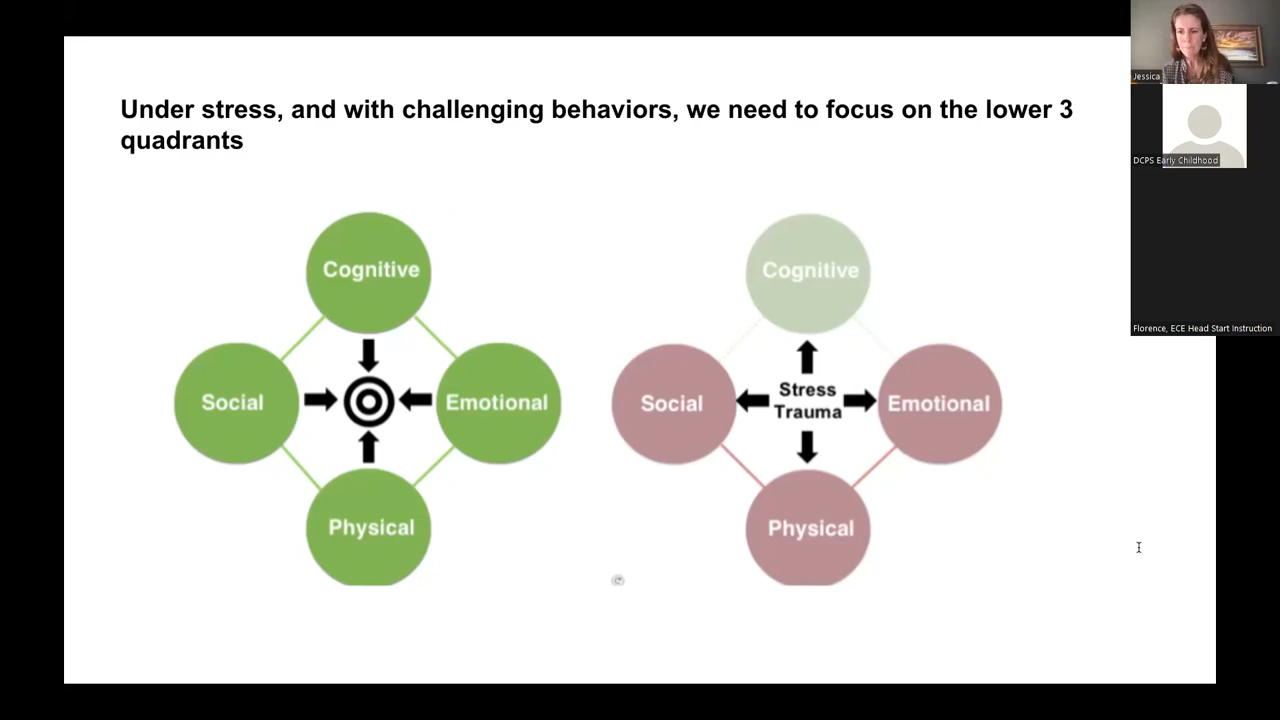 Under stress, and with challenging behaviors, we need to focus on the lower 3
quadrants
Cognitive
Social
Emotional
Physical
Cognitive
Social
Stress
Trauma
Emotional
Physical
Jessica
DCPS Early Childhood
Florence, ECE Head Start Instruction